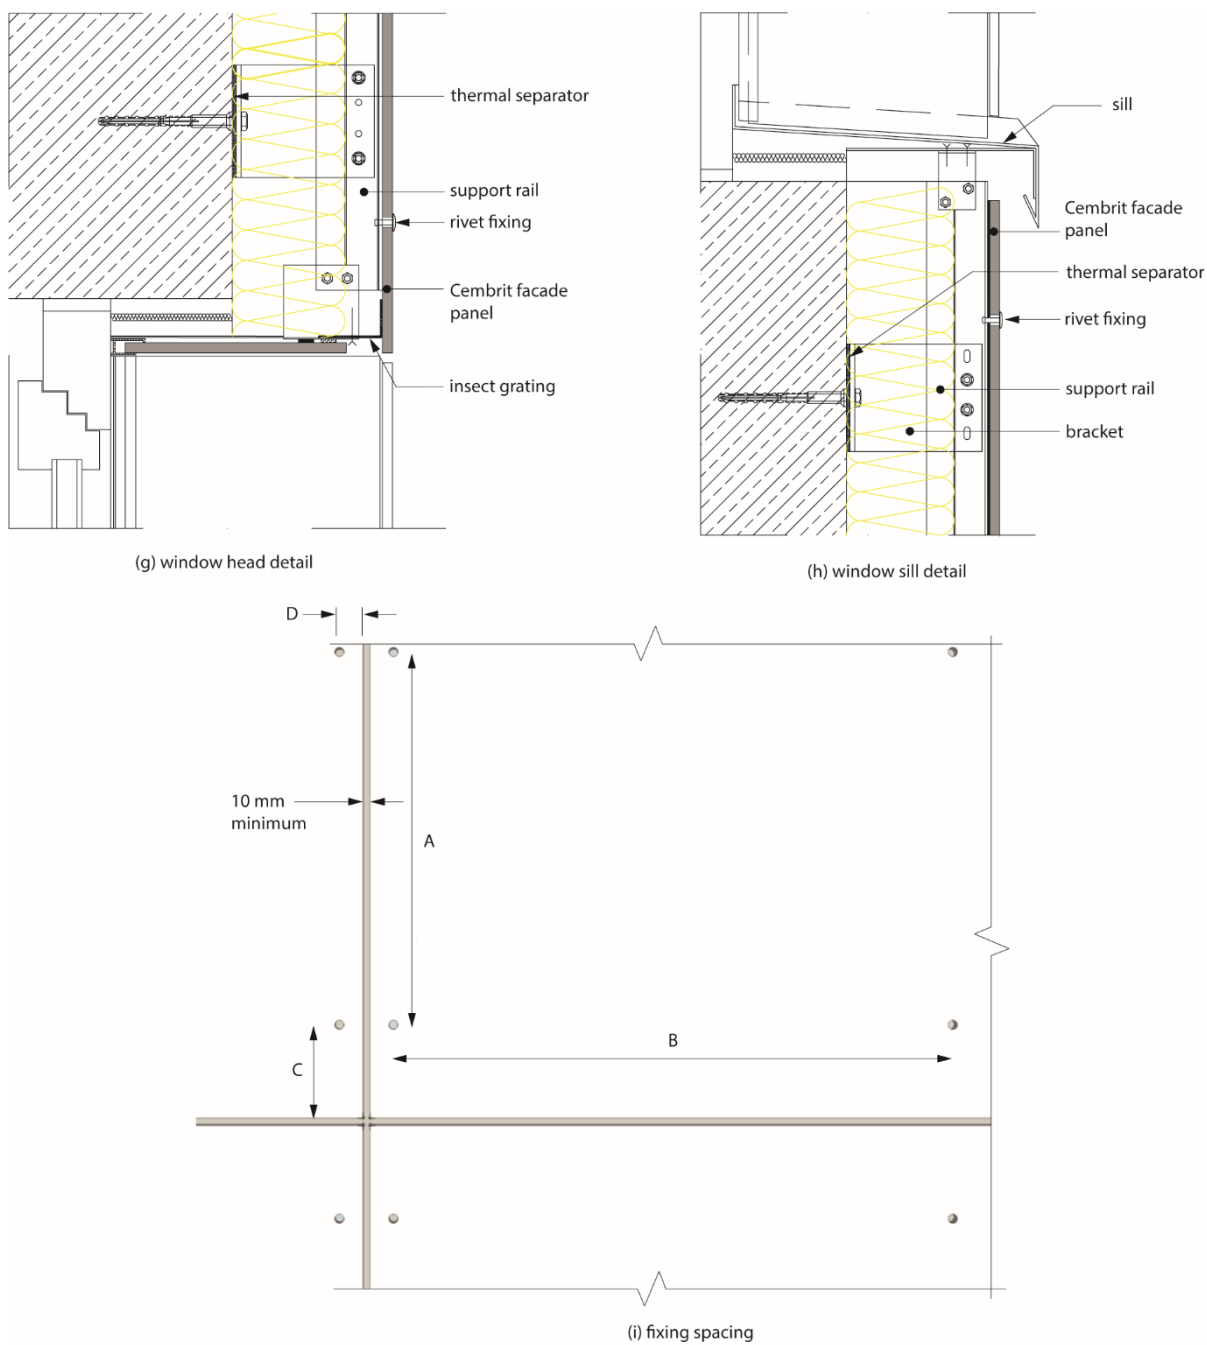 thermal separator
support rail
rivet fixing
Cembrit facade
panel
insect grating
(g) window head detail
sill
Cembrit facade
panel
thermal separator
rivet fixing
support rail
bracket
(h) window sill detail
D
10 mm
minimum
A
B
C
(i) fixing spacing